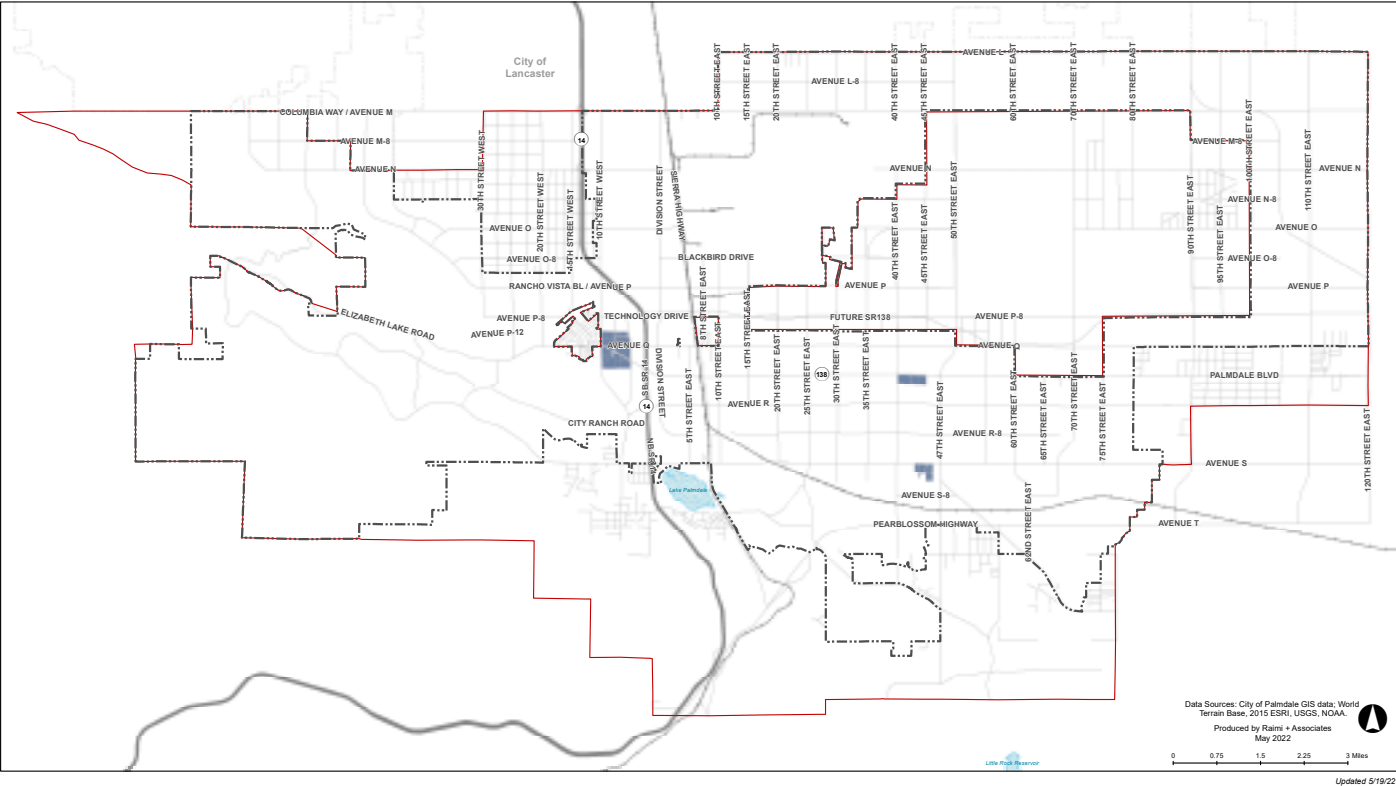 City of
Lancaster
AVENUE L
10TH STREET EAST
15TH STREET EAST
20TH STREET EAST
40TH STREET EAST
45TH STREET EAST
60TH STREET EAST
70TH STREET EAST
80TH STREET EAST
AVENUE L-8
COLUMBIA WAY / AVENUE M
AVENUE M-8
AVENUE N
30TH STREET WEST
14
20TH STREET WEST
15TH STREET WEST
10TH STREET WEST
DIVISION STREET
SIERRA HIGHWAY
AVENUE N
50TH STREET EAST
AVENUE M-8
100TH STREET EAST
110TH STREET EAST
AVENUE N
90TH STREET EAST
95TH STREET EAST
AVENUE N-8
AVENUE O
AVENUE O
AVENUE O-8
BLACKBIRD DRIVE
40TH STREET EAST
45TH STREET EAST
AVENUE O-8
RANCHO VISTA BL / AVENUE P
AVENUE P
AVENUE P
ELIZABETH LAKE ROAD
AVENUE P-8
AVENUE P-12
TECHNOLOGY DRIVE
8TH STREET EAST
FUTURE SR138
AVENUE P-8
AVENUE Q
10TH STREET EAST
15TH STREET EAST
20TH STREET EAST
25TH STREET EAST
30TH STREET EAST
35TH STREET EAST
AVENUE Q
138
PALMDALE BLVD
SB SR-14
DIVISION STREET
5TH STREET EAST
14
AVENUE R
47TH STREET EAST
60TH STREET EAST
65TH STREET EAST
70TH STREET EAST
75TH STREET EAST
120TH STREET EAST
CITY RANCH ROAD
AVENUE R-8
AVENUE S
Lake Palmdale
AVENUE S-8
PEARBLOSSOM HIGHWAY
62ND STREET EAST
AVENUE T
Data Sources: City of Palmdale GIS data; World
Terrain Base, 2015 ESRI, USGS, NOAA.
Produced by Raimi + Associates
May 2022
0 0.75 1.5 2.25 3 Miles
Little Rock Reservoir
Updated 5/19/22